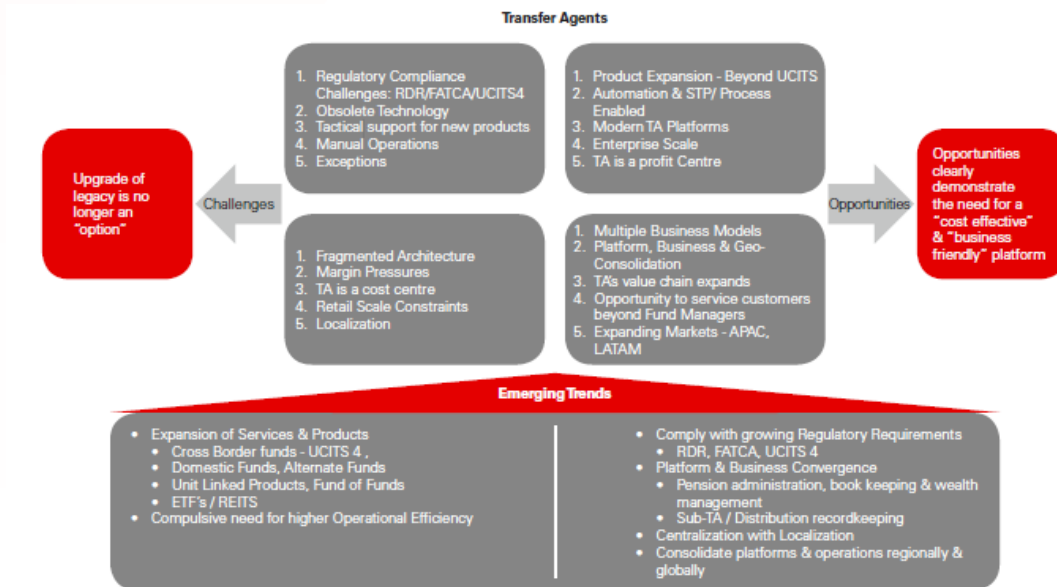 Transfer Agents
1. Regulatory Compliance
Challenges: RDR/FATCA/UCITS4
2. Obsolete Technology
3. Tactical support for new products
4. Manual Operations
5. Exceptions
1. Product Expansion - Beyond UCITS
2. Automation & STP/ Process
Enabled
3. Modern TA Platforms
4. Enterprise Scale
5. TA is a profit Centre
Upgrade of
legacy is no
longer an
"option"
Challenges
Opportunities
Opportunities
clearly
demonstrate
the need for a
"cost effective"
& "business
friendly" platform
1. Fragmented Architecture
2. Margin Pressures
3. TA is a cost centre
4. Retail Scale Constraints
5. Localization
1. Multiple Business Models
2. Platform, Business & Geo-
Consolidation
3. TA's value chain expands
4. Opportunity to service customers
beyond Fund Managers
5. Expanding Markets - APAC,
LATAM
Emerging Trends
• Expansion of Services & Products
• Cross Border funds - UCITS 4 ,
• Domestic Funds, Alternate Funds
• Unit Linked Products, Fund of Funds
• ETF's / REITS
• Compulsive need for higher Operational Efficiency
• Comply with growing Regulatory Requirements
• RDR, FATCA, UCITS 4
• Platform & Business Convergence
• Pension administration, book keeping & wealth
management
• Sub-TA / Distribution recordkeeping
• Centralization with Localization
• Consolidate platforms & operations regionally &
globally